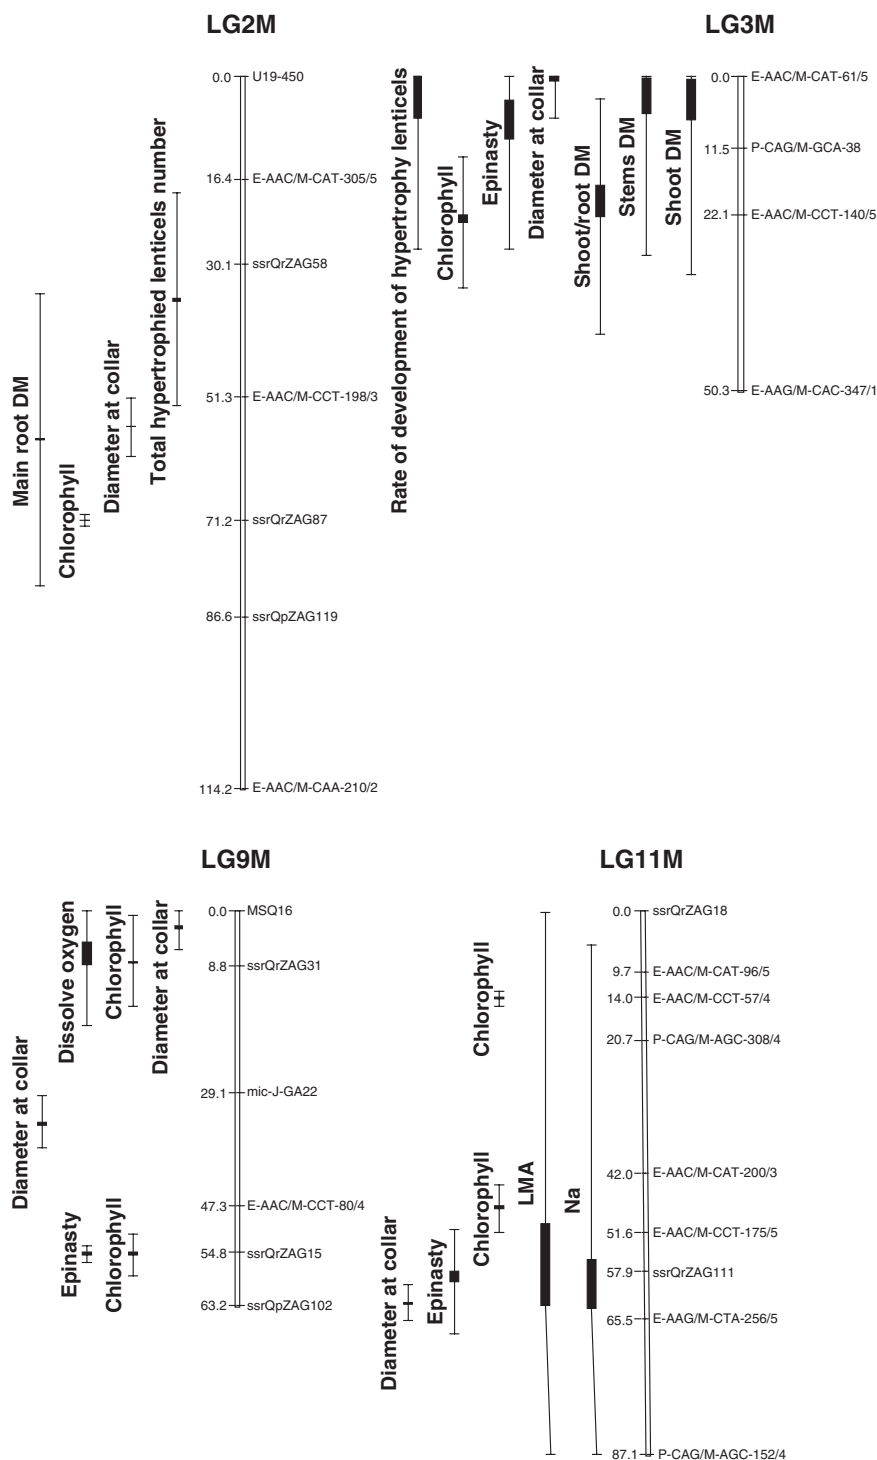 LG2M
LG3M
0.0 U19-450
16.4 E-AAC/M-CAT-305/5
30.1 ssrQrZAG58
51.3 E-AAC/M-CCT-198/3
71.2 ssrQrZAG87
86.6 ssrQpZAG119
114.2 E-AAC/M-CAA-210/2
Main root DM
Chlorophyll
Diameter at collar
Total hypertrophied lenticels number
Rate of development of hypertrophy lenticels
Chlorophyll
Epinasty
Diameter at collar
Shoot/root DM
Stems DM
Shoot DM
0.0 E-AAC/M-CAT-61/5
11.5 P-CAG/M-GCA-38
22.1 E-AAC/M-CCT-140/5
50.3 E-AAG/M-CAC-347/1
LG9M
LG11M
Diameter at collar
Dissolve oxygen
Chlorophyll
Diameter at collar
Epinasty
Chlorophyll
0.0 MSQ16
8.8 ssrQrZAG31
29.1 mic-J-GA22
47.3 E-AAC/M-CCT-80/4
54.8 ssrQrZAG15
63.2 ssrQpZAG102
Diameter at collar
Epinasty
Chlorophyll
Chlorophyll
LMA
Na
0.0 ssrQrZAG18
9.7 E-AAC/M-CAT-96/5
14.0 E-AAC/M-CCT-57/4
20.7 P-CAG/M-AGC-308/4
42.0 E-AAC/M-CAT-200/3
51.6 E-AAC/M-CCT-175/5
57.9 ssrQrZAG111
65.5 E-AAG/M-CTA-256/5
87.1 P-CAG/M-AGC-152/4